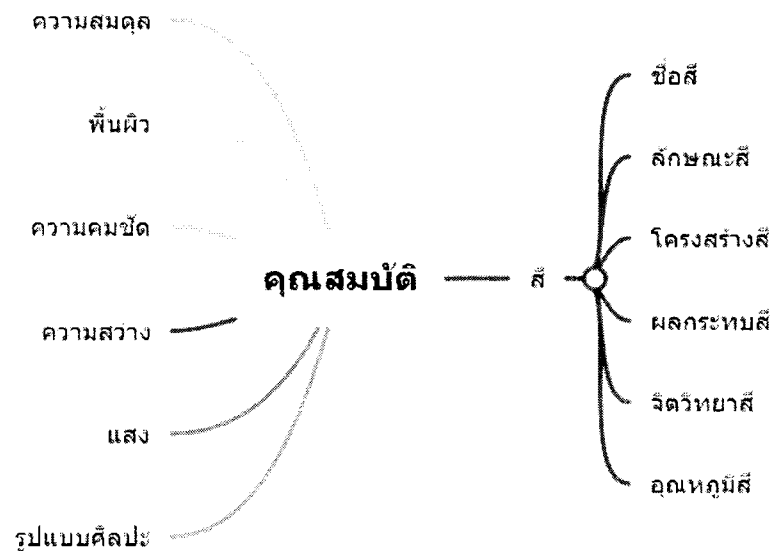 ความสมดุล
พื้นผิว
ความคมชัด
ความสว่าง
แสง
รูปแบบศิลปะ
คุณสมบัติ
สี
ชื่อสี
ลักษณะสี
โครงสร้างสี
ผลกระทบสี
จิตวิทยาสี
อุณหภูมิสี